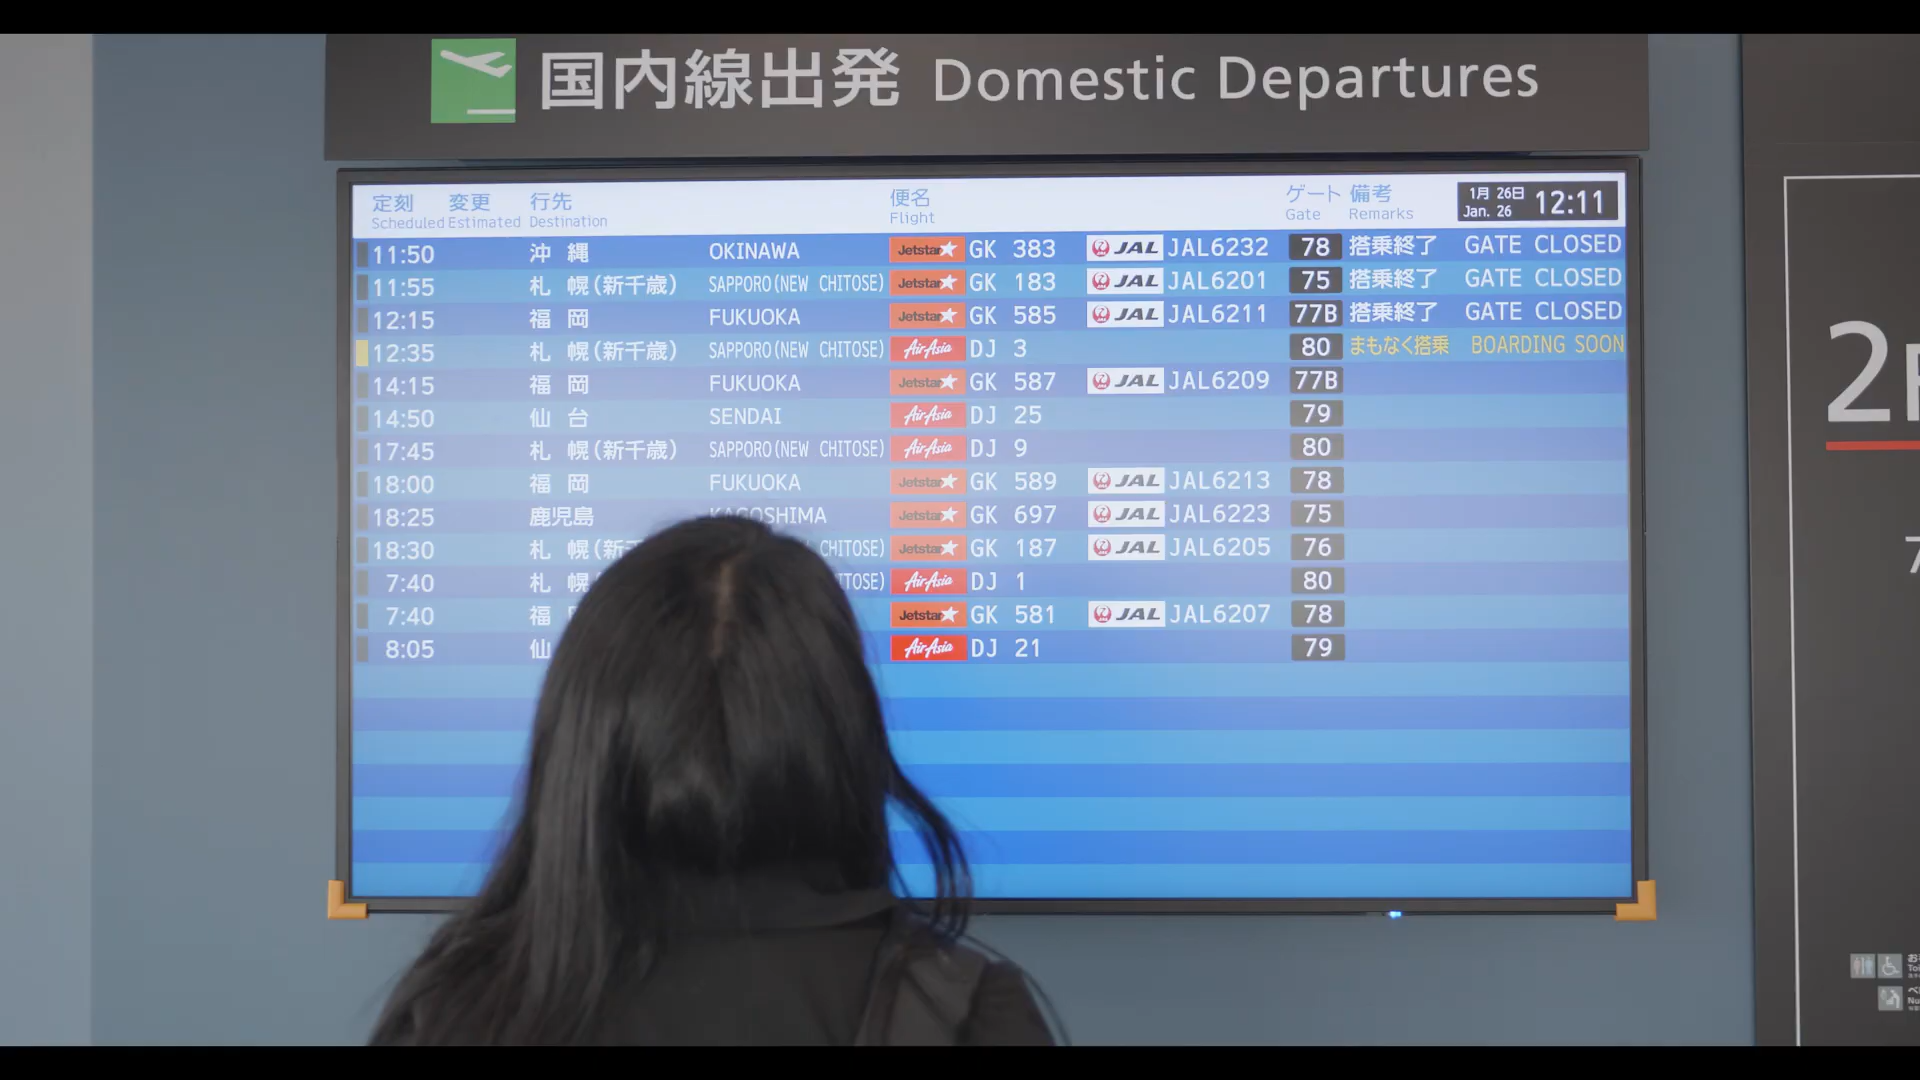 国内線出発 Domestic Departures
定刻 変更 行先 便名 ゲート 備考 1月 26日 12:11
Scheduled Estimated Destination Flight Gate Remarks Jan. 26
11:50 沖 縄 OKINAWA Jetstar GK 383 JAL JAL6232 78 搭乗終了 GATE CLOSED
11:55 札 幌(新千歳) SAPPORO(NEW CHITOSE) Jetstar GK 183 JAL JAL6201 75 搭乗終了 GATE CLOSED
12:15 福 岡 FUKUOKA Jetstar GK 585 JAL JAL6211 77B 搭乗終了 GATE CLOSED
12:35 札 幌(新千歳) SAPPORO(NEW CHITOSE) AirAsia DJ 3 80 まもなく搭乗 BOARDING SOON
14:15 福 岡 FUKUOKA Jetstar GK 587 JAL JAL6209 77B
14:50 仙 台 SENDAI AirAsia DJ 25 79
17:45 札 幌(新千歳) SAPPORO(NEW CHITOSE) AirAsia DJ 9 80
18:00 福 岡 FUKUOKA Jetstar GK 589 JAL JAL6213 78
18:25 鹿児島 KAGOSHIMA Jetstar GK 697 JAL JAL6223 75
18:30 札 幌(新千 CHITOSE) Jetstar GK 187 JAL JAL6205 76
7:40 札 幌( TOSE) AirAsia DJ 1 80
7:40 福 Jetstar GK 581 JAL JAL6207 78
8:05 仙 AirAsia DJ 21 79
2F